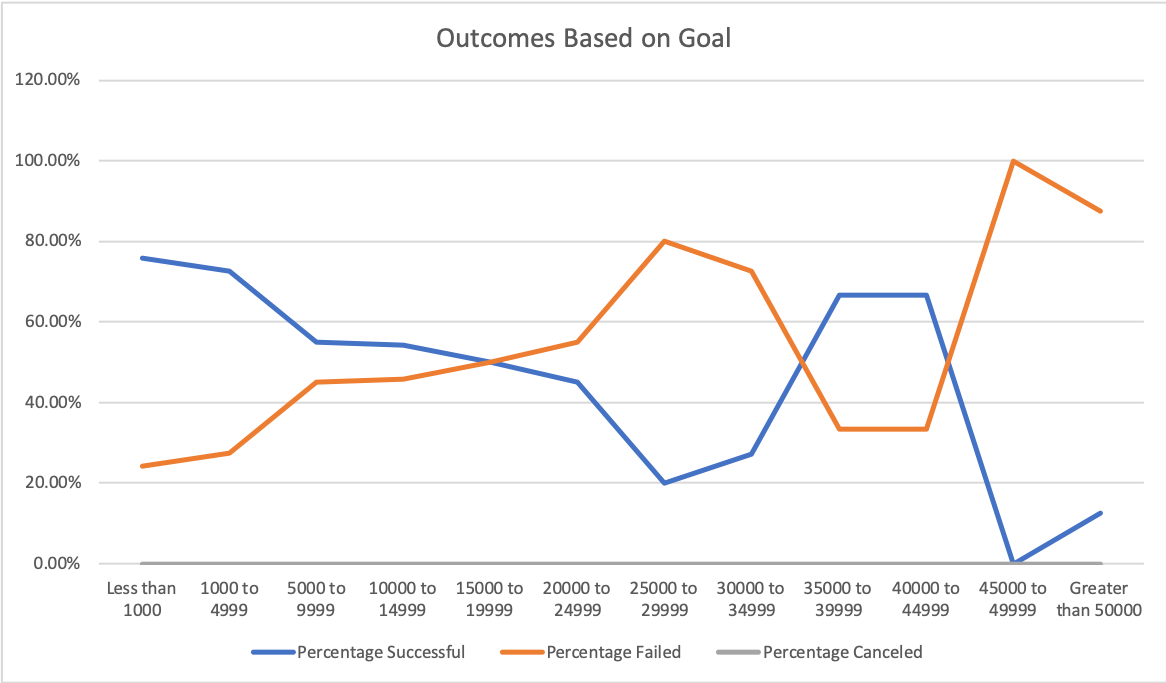 Outcomes Based on Goal
120.00%
100.00%
80.00%
60.00%
40.00%
20.00%
0.00%
Less than
1000
1000 to
4999
5000 to
9999
10000 to
14999
15000 to
19999
20000 to
24999
25000 to
29999
30000 to
34999
35000 to
39999
40000 to
44999
45000 to
49999
Greater
than 50000
Percentage Successful
Percentage Failed
Percentage Canceled